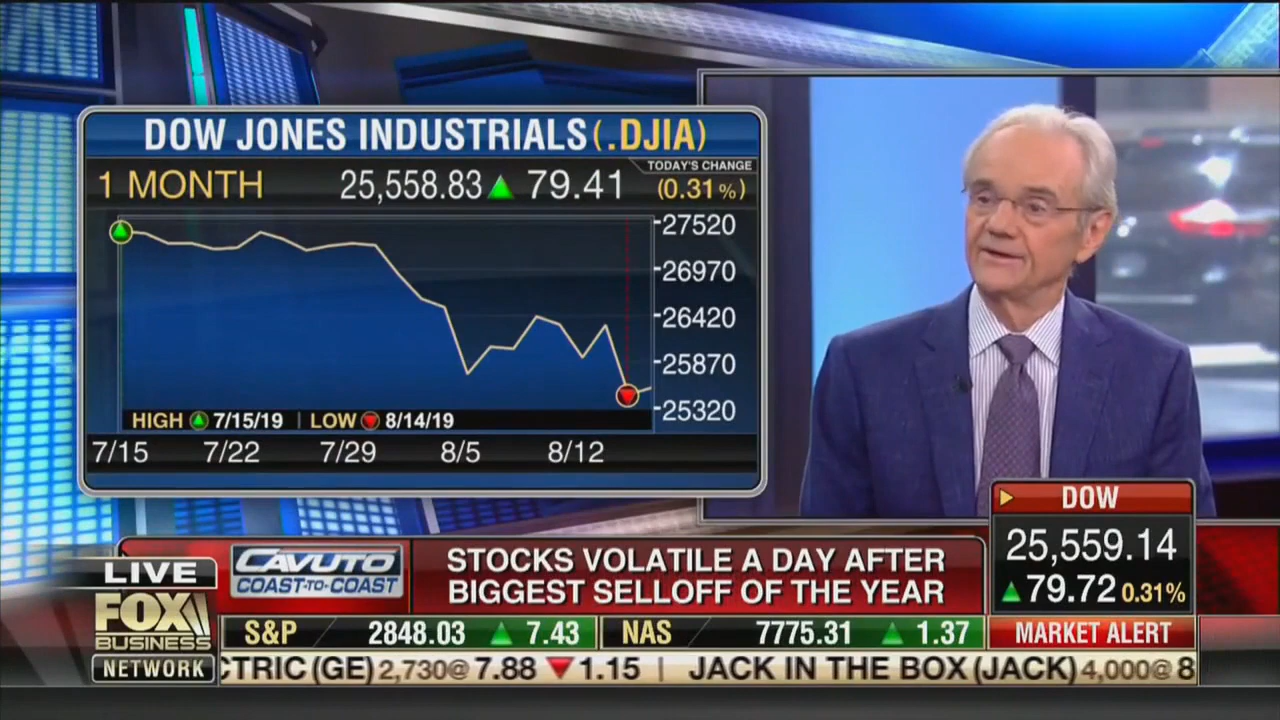 DOW JONES INDUSTRIALS (.DJIA)
TODAY'S CHANGE
1 MONTH 25,558.83 79.41 (0.31%)
27520
26970
26420
25870
25320
HIGH 7/15/19 | LOW 8/14/19
7/15 7/22 7/29 8/5 8/12
DOW
25,559.14
79.72 0.31%
MARKET ALERT
LIVE
FOX
BUSINESS
NETWORK
CAVUTO
COAST-TO-COAST
STOCKS VOLATILE A DAY AFTER
BIGGEST SELLOFF OF THE YEAR
S&P 2848.03 7.43 NAS 7775.31 1.37
CTRIC (GE) 2,730@ 7.88 1.15 | JACK IN THE BOX (JACK) 4,000@ 8